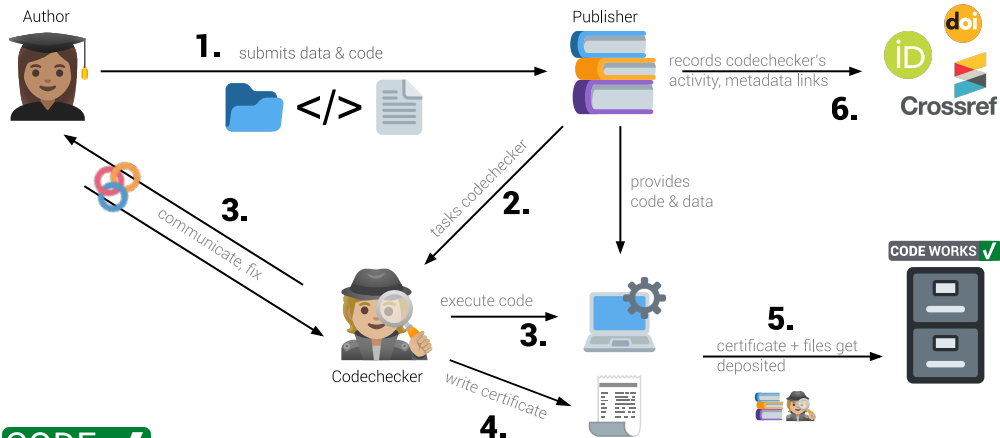 Author
Publisher
1. submits data & code
</>
records codechecker's
activity, metadata links
6.
doi
iD
Crossref
tasks codechecker
2.
provides
code & data
3.
communicate, fix
CODE WORKS √
execute code
3.
5.
certificate + files get
deposited
Codechecker
write certificate
4.
CODE